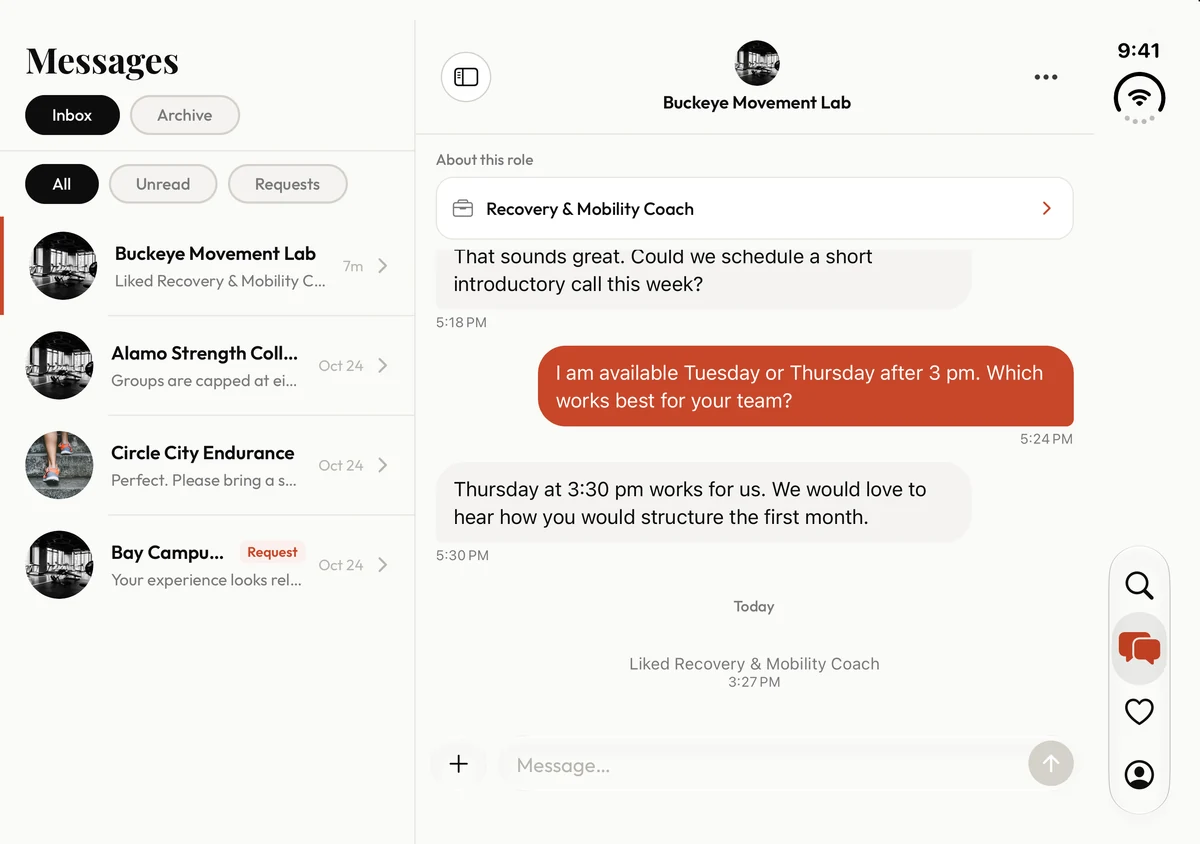 Messages
Inbox
Archive
All
Unread
Requests
Buckeye Movement Lab
Liked Recovery & Mobility C...
7m
Alamo Strength Coll...
Groups are capped at ei...
Oct 24
Circle City Endurance
Perfect. Please bring a s...
Oct 24
Bay Campu...
Request
Your experience looks rel...
Oct 24
Buckeye Movement Lab
9:41
About this role
Recovery & Mobility Coach
That sounds great. Could we schedule a short
introductory call this week?
5:18 PM
I am available Tuesday or Thursday after 3 pm. Which
works best for your team?
5:24 PM
Thursday at 3:30 pm works for us. We would love to
hear how you would structure the first month.
5:30 PM
Today
Liked Recovery & Mobility Coach
3:27 PM
Message...